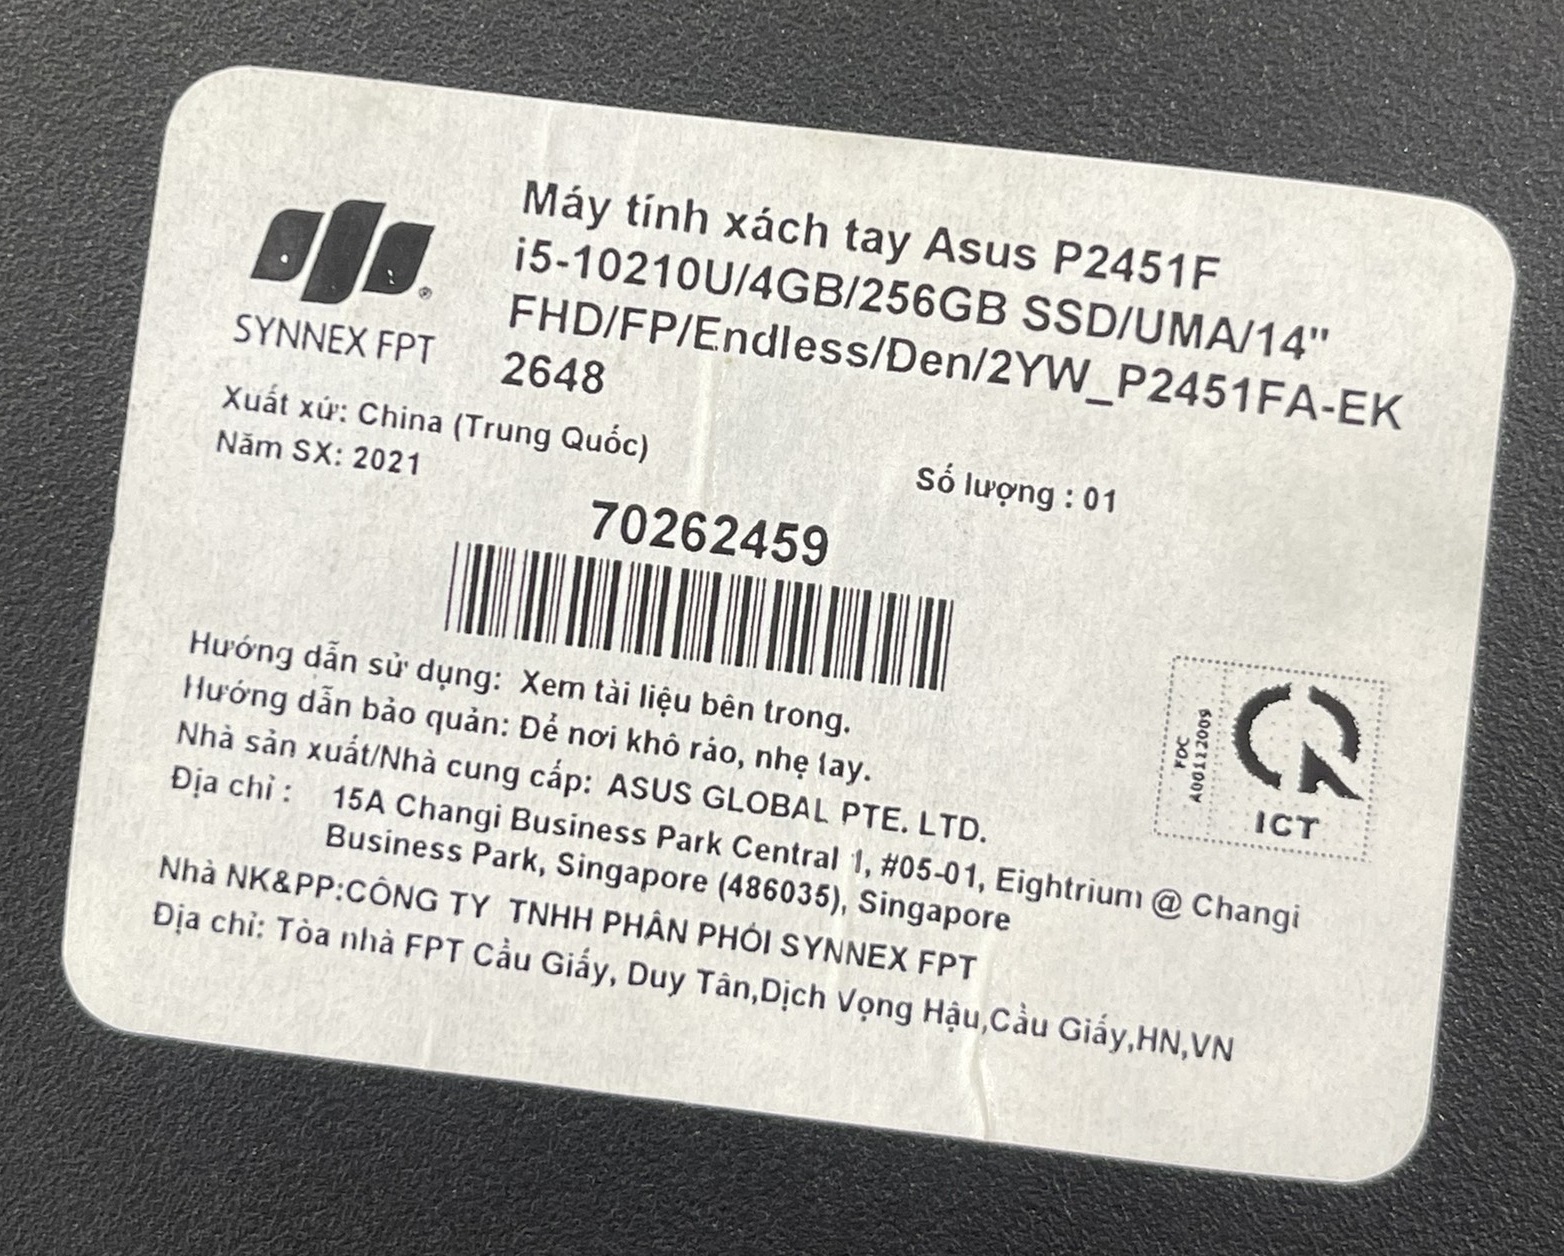 Máy tính xách tay Asus P2451F
i5-10210U/4GB/256GB SSD/UMA/14"
FHD/FP/Endless/Den/2YW_P2451FA-EK
2648
®
SYNNEX FPT
Xuất xứ: China (Trung Quốc)
Năm SX: 2021
Số lượng : 01
70262459
Hướng dẫn sử dụng: Xem tài liệu bên trong.
Hướng dẫn bảo quản: Để nơi khô ráo, nhẹ tay.
Nhà sản xuất/Nhà cung cấp: ASUS GLOBAL PTE. LTD.
Địa chỉ : 15A Changi Business Park Central 1, #05-01, Eightrium @ Changi
Business Park, Singapore (486035), Singapore
Nhà NK&PP:CÔNG TY TNHH PHÂN PHỐI SYNNEX FPT
Địa chỉ: Tòa nhà FPT Cầu Giấy, Duy Tân,Dịch Vọng Hậu,Cầu Giấy,HN,VN
FDC
A00112009
ICT